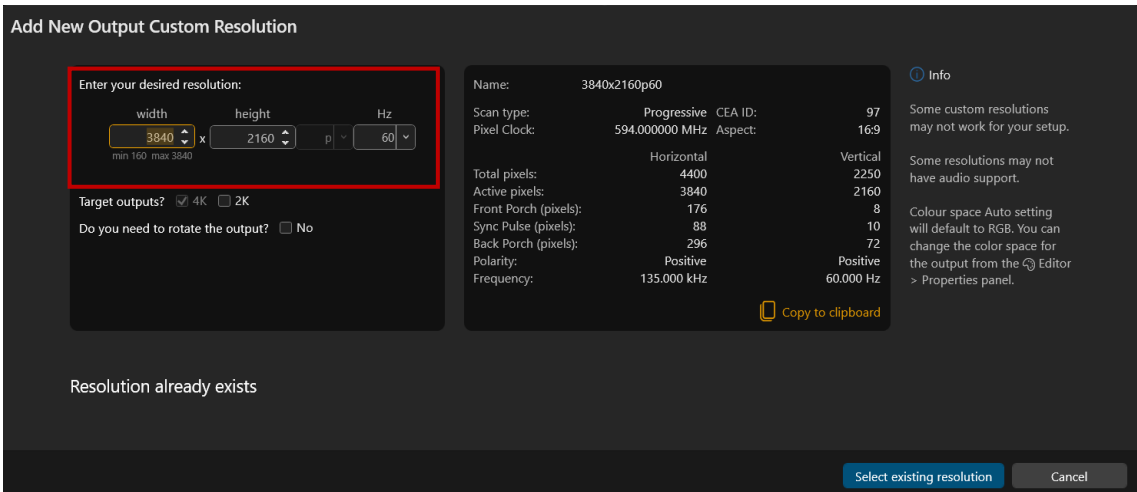 Add New Output Custom Resolution
Enter your desired resolution:
width height Hz
3840 x 2160 p 60
min 160 max 3840
Target outputs? 4K 2K
Do you need to rotate the output? No
Name: 3840x2160p60
Scan type: Progressive CEA ID: 97
Pixel Clock: 594.000000 MHz Aspect: 16:9
Horizontal Vertical
Total pixels: 4400 2250
Active pixels: 3840 2160
Front Porch (pixels): 176 8
Sync Pulse (pixels): 88 10
Back Porch (pixels): 296 72
Polarity: Positive Positive
Frequency: 135.000 kHz 60.000 Hz
Copy to clipboard
Info
Some custom resolutions
may not work for your setup.
Some resolutions may not
have audio support.
Colour space Auto setting
will default to RGB. You can
change the color space for
the output from the Editor
> Properties panel.
Resolution already exists
Select existing resolution Cancel